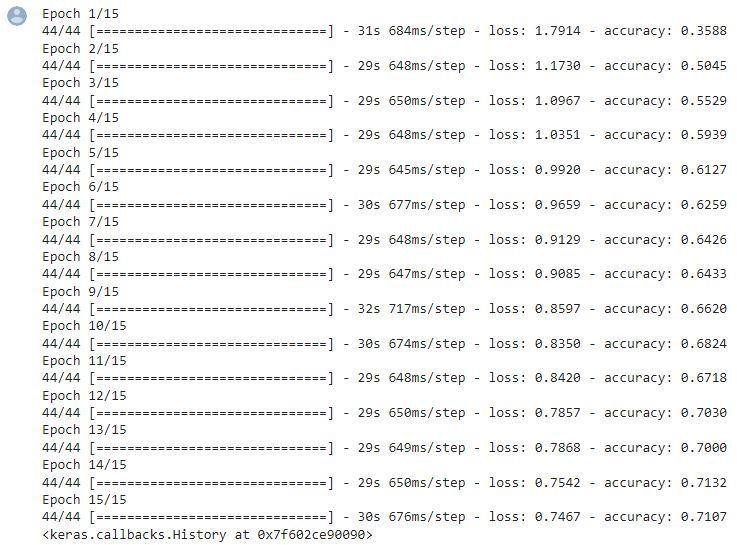 Epoch 1/15
44/44 [==============================] - 31s 684ms/step - loss: 1.7914 - accuracy: 0.3588
Epoch 2/15
44/44 [==============================] - 29s 648ms/step - loss: 1.1730 - accuracy: 0.5045
Epoch 3/15
44/44 [==============================] - 29s 650ms/step - loss: 1.0967 - accuracy: 0.5529
Epoch 4/15
44/44 [==============================] - 29s 648ms/step - loss: 1.0351 - accuracy: 0.5939
Epoch 5/15
44/44 [==============================] - 29s 645ms/step - loss: 0.9920 - accuracy: 0.6127
Epoch 6/15
44/44 [==============================] - 30s 677ms/step - loss: 0.9659 - accuracy: 0.6259
Epoch 7/15
44/44 [==============================] - 29s 648ms/step - loss: 0.9129 - accuracy: 0.6426
Epoch 8/15
44/44 [==============================] - 29s 647ms/step - loss: 0.9085 - accuracy: 0.6433
Epoch 9/15
44/44 [==============================] - 32s 717ms/step - loss: 0.8597 - accuracy: 0.6620
Epoch 10/15
44/44 [==============================] - 30s 674ms/step - loss: 0.8350 - accuracy: 0.6824
Epoch 11/15
44/44 [==============================] - 29s 648ms/step - loss: 0.8420 - accuracy: 0.6718
Epoch 12/15
44/44 [==============================] - 29s 650ms/step - loss: 0.7857 - accuracy: 0.7030
Epoch 13/15
44/44 [==============================] - 29s 649ms/step - loss: 0.7868 - accuracy: 0.7000
Epoch 14/15
44/44 [==============================] - 29s 650ms/step - loss: 0.7542 - accuracy: 0.7132
Epoch 15/15
44/44 [==============================] - 30s 676ms/step - loss: 0.7467 - accuracy: 0.7107
<keras.callbacks.History at 0x7f602ce90090>